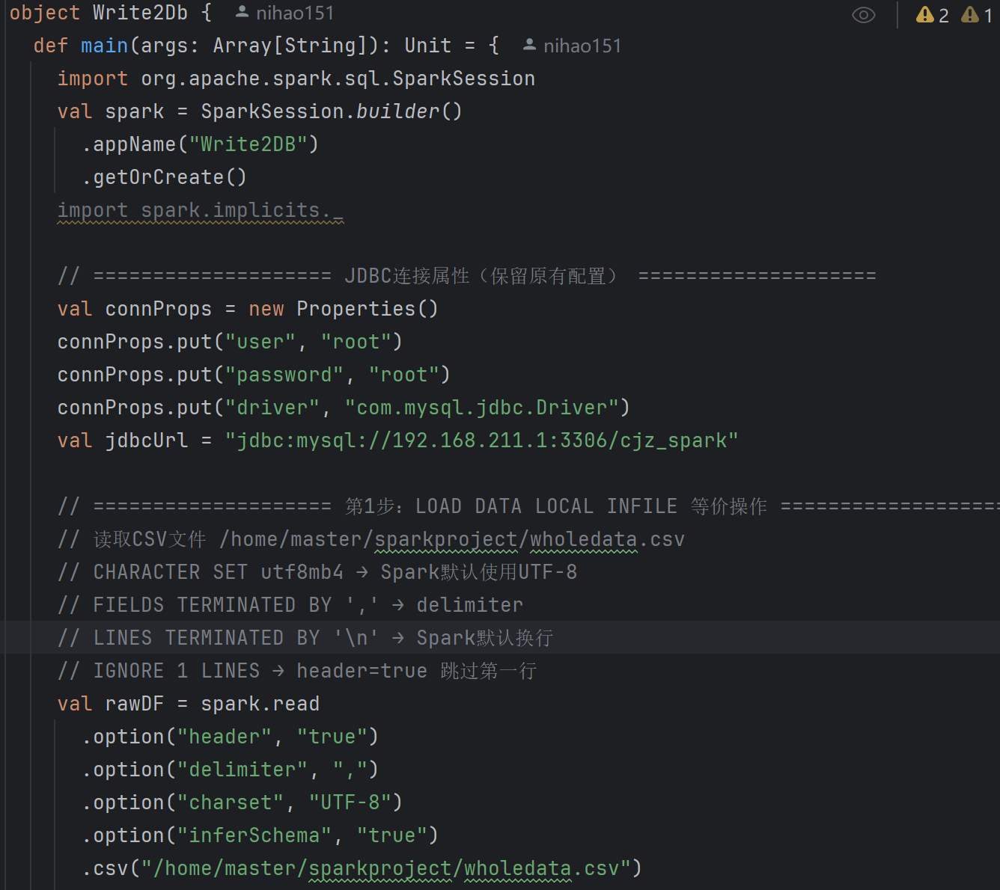 object Write2Db { nihao151
2 1
def main(args: Array[String]): Unit = { nihao151
import org.apache.spark.sql.SparkSession
val spark = SparkSession.builder()
.appName("Write2DB")
.getOrCreate()
import spark.implicits._
// ==================== JDBC连接属性（保留原有配置） ====================
val connProps = new Properties()
connProps.put("user", "root")
connProps.put("password", "root")
connProps.put("driver", "com.mysql.jdbc.Driver")
val jdbcUrl = "jdbc:mysql://192.168.211.1:3306/cjz_spark"
// ==================== 第1步：LOAD DATA LOCAL INFILE 等价操作 ===================
// 读取CSV文件 /home/master/sparkproject/wholedata.csv
// CHARACTER SET utf8mb4 → Spark默认使用UTF-8
// FIELDS TERMINATED BY ',' → delimiter
// LINES TERMINATED BY '\n' → Spark默认换行
// IGNORE 1 LINES → header=true 跳过第一行
val rawDF = spark.read
.option("header", "true")
.option("delimiter", ",")
.option("charset", "UTF-8")
.option("inferSchema", "true")
.csv("/home/master/sparkproject/wholedata.csv")